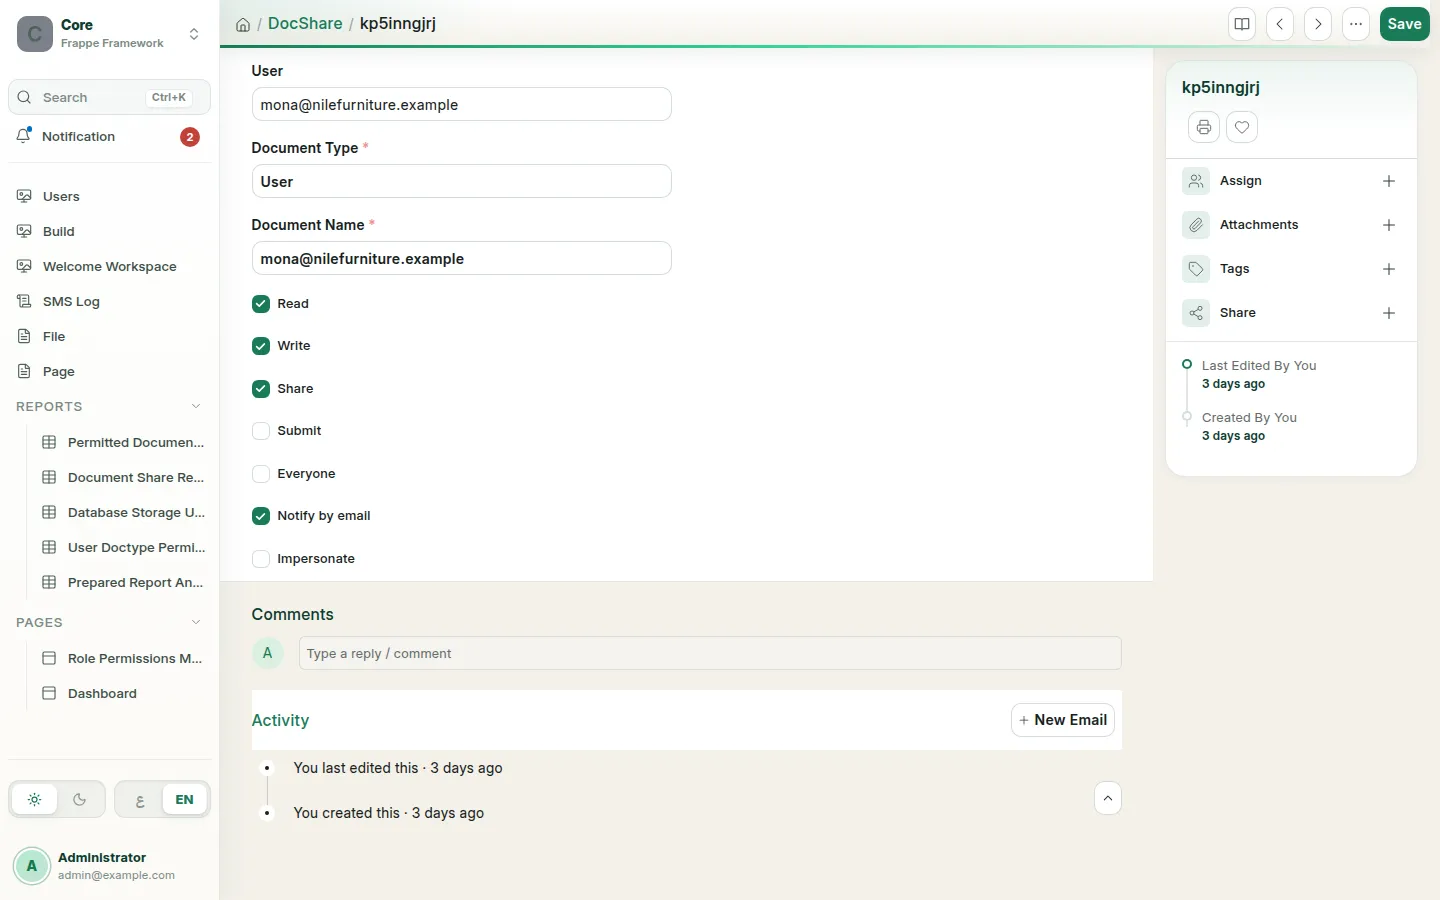 Core
Frappe Framework
Search
Ctrl+K
Notification
2
Users
Build
Welcome Workspace
SMS Log
File
Page
REPORTS
Permitted Documen...
Document Share Re...
Database Storage U...
User Doctype Permi...
Prepared Report An...
PAGES
Role Permissions M...
Dashboard
ع
EN
A
Administrator
admin@example.com
/ DocShare / kp5inngjrj
Save
User
mona@nilefurniture.example
Document Type *
User
Document Name *
mona@nilefurniture.example
Read
Write
Share
Submit
Everyone
Notify by email
Impersonate
Comments
A
Type a reply / comment
Activity
New Email
You last edited this · 3 days ago
You created this · 3 days ago
kp5inngjrj
Assign
Attachments
Tags
Share
Last Edited By You
3 days ago
Created By You
3 days ago
C